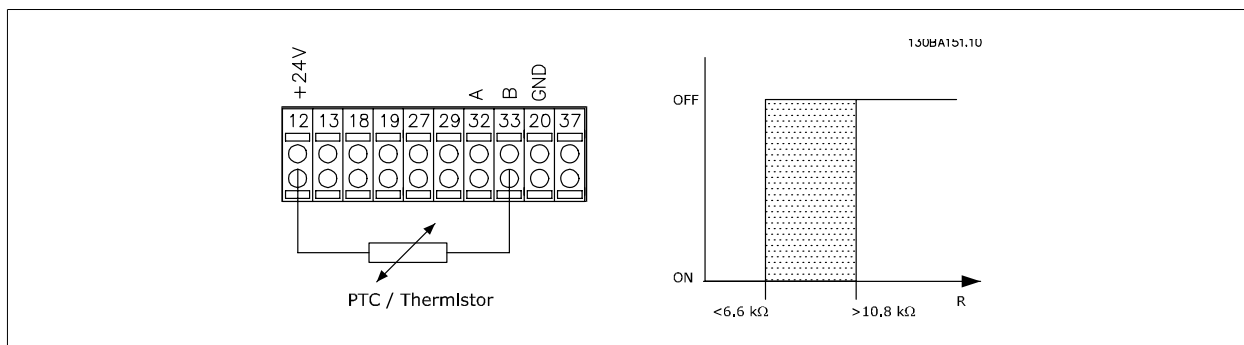 130BA151.10
+24V
A
B
GND
12 13 18 19 27 29 32 33 20 37
PTC / Thermistor
OFF
ON
<6.6 kΩ
>10.8 kΩ
R